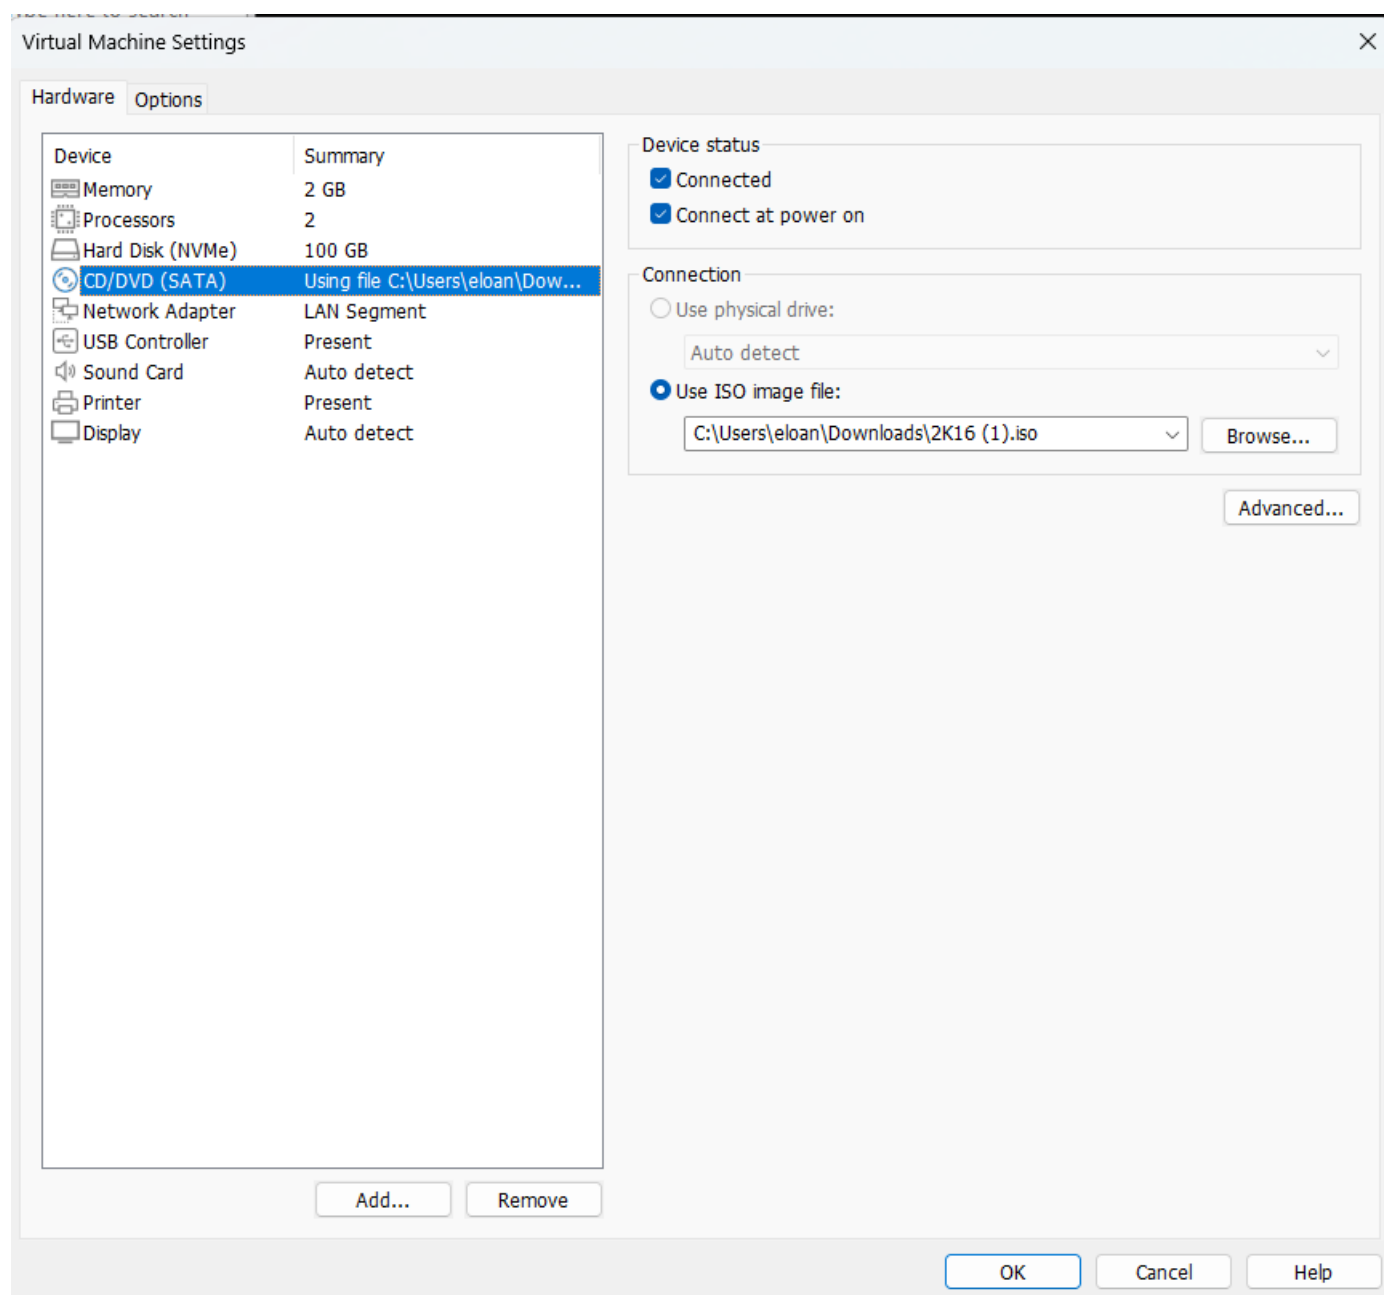 Virtual Machine Settings
Hardware Options
Device Summary
Memory 2 GB
Processors 2
Hard Disk (NVMe) 100 GB
CD/DVD (SATA) Using file C:\Users\eloan\Dow...
Network Adapter LAN Segment
USB Controller Present
Sound Card Auto detect
Printer Present
Display Auto detect
Add... Remove
Device status
Connected
Connect at power on
Connection
Use physical drive:
Auto detect
Use ISO image file:
C:\Users\eloan\Downloads\2K16 (1).iso Browse...
Advanced...
OK Cancel Help